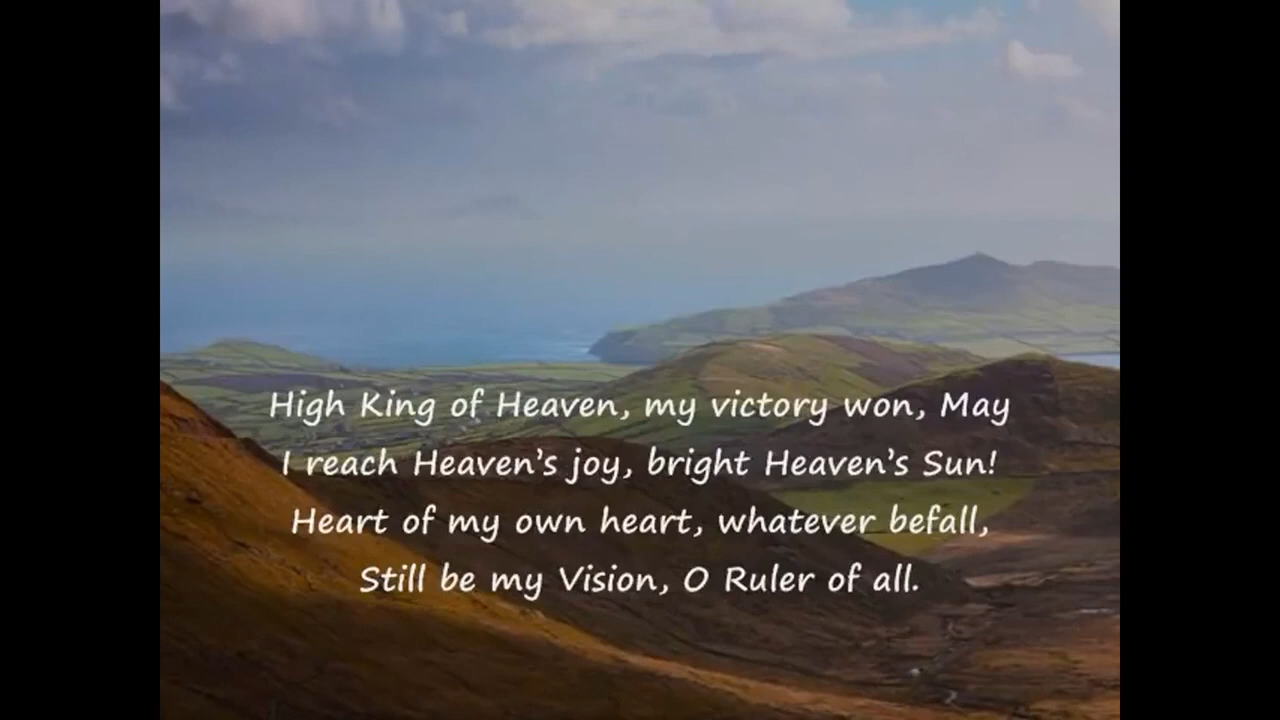 High King of Heaven, my victory won, May
I reach Heaven’s joy, bright Heaven’s Sun!
Heart of my own heart, whatever befall,
Still be my Vision, O Ruler of all.